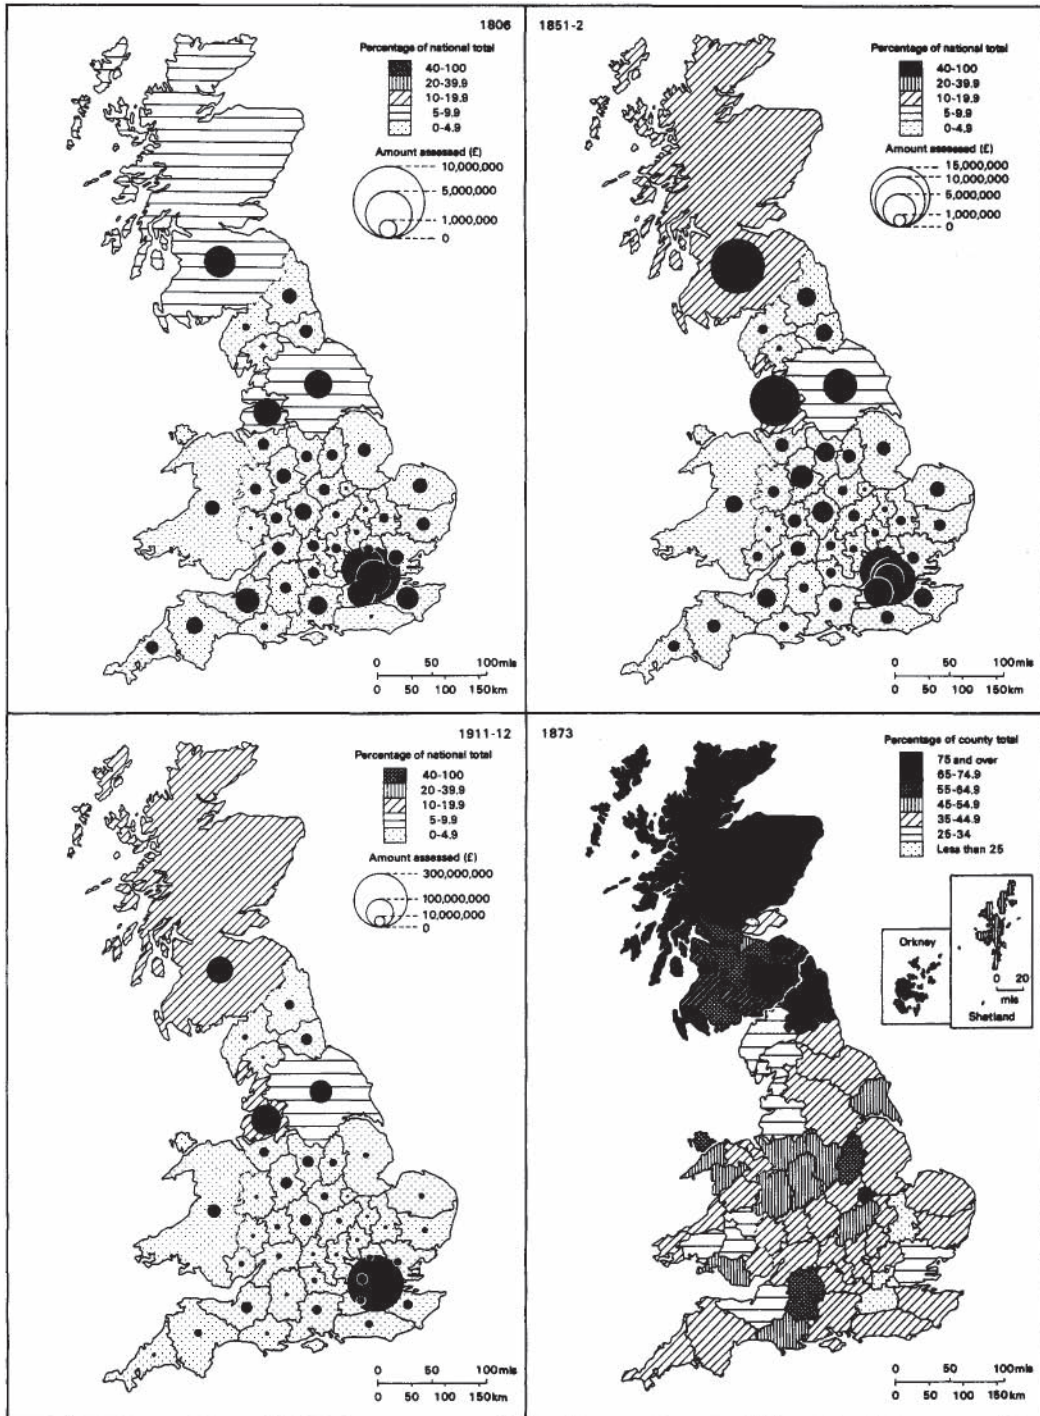 1806
Percentage of national total
40-100
20-39.9
10-19.9
5-9.9
0-4.9
Amount assessed (£)
10,000,000
5,000,000
1,000,000
0
0 50 100mls
0 50 100 150km
1851-2
Percentage of national total
40-100
20-39.9
10-19.9
5-9.9
0-4.9
Amount assessed (£)
15,000,000
10,000,000
5,000,000
1,000,000
0
0 50 100mls
0 50 100 150km
1911-12
Percentage of national total
40-100
20-39.9
10-19.9
5-9.9
0-4.9
Amount assessed (£)
300,000,000
100,000,000
10,000,000
0
0 50 100mls
0 50 100 150km
1873
Percentage of county total
75 and over
65-74.9
55-64.9
45-54.9
35-44.9
25-34
Less than 25
Orkney
0 20
mls
Shetland
0 50 100mls
0 50 100 150km